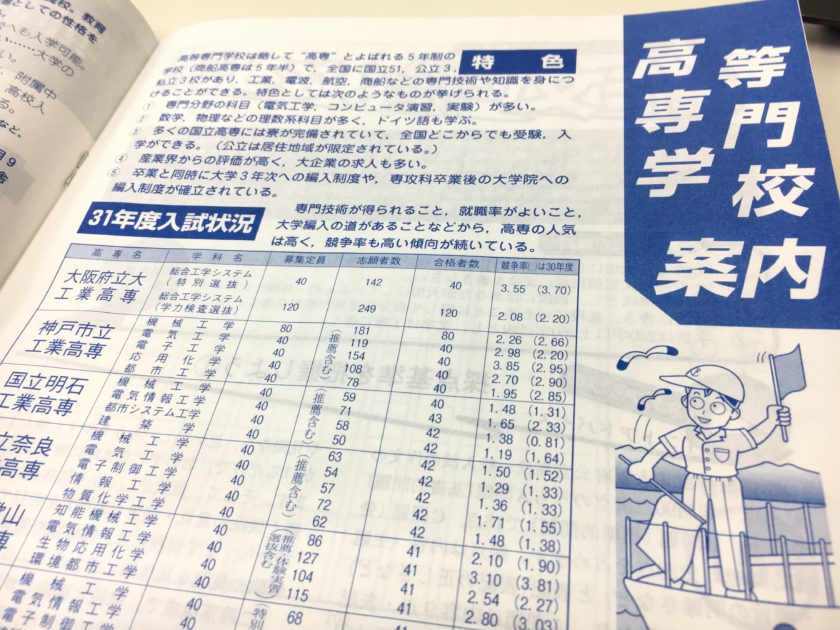 高等専門学校案内
特色
高等専門学校は略して"高専"とよばれる5年制の
学校（商船高専は5年半）で、全国に国立51，公立3，
私立3校があり，工業，電波，航空，商船などの専門技術や知識を身につ
けることができる。特色としては次のようなものが挙げられる。
① 専門分野の科目（電気工学，コンピュータ演習，実験）が多い。
② 数学，物理などの理数系科目が多く，ドイツ語も学ぶ。
③ 多くの国立高専には寮が完備されていて，全国どこからでも受験，入
学ができる。（公立は居住地域が限定されている。）
④ 産業界からの評価が高く，大企業の求人も多い。
⑤ 卒業と同時に大学3年次への編入制度や，専攻科卒業後の大学院への
編入制度が確立されている。
31年度入試状況
専門技術が得られること，就職率がよいこと，
大学編入の道があることなどから，高専の人気
は高く，競争率も高い傾向が続いている。
高専名 学科名 募集定員 志願者数 合格者数 競争率（ ）は30年度
大阪府立大
工業高専
総合工学システム
（特別選抜） 40 142 40 3.55 (3.70)
総合工学システム
（学力検査選抜） 120 249 120 2.08 (2.20)
神戸市立
工業高専
（推薦含む）
機械工学 80 181 80 2.26 (2.66)
電気工学 40 119 40 2.98 (2.20)
電子工学 40 154 40 3.85 (2.95)
応用化学 40 108 40 2.70 (2.90)
都市工学 40 78 40 1.95 (2.85)
国立明石
工業高専
（推薦含む）
機械工学 40 59 40 1.48 (1.31)
電気情報工学 40 71 43 1.65 (2.33)
都市システム工学 40 58 42 1.38 (0.81)
建築学 40 50 42 1.19 (1.64)
立奈良
高専
（推薦含む）
機械工学 40 63 42 1.50 (1.52)
電気工学 40 54 42 1.29 (1.33)
電子制御工学 40 57 42 1.36 (1.33)
情報工学 40 72 42 1.71 (1.55)
物質化学工学 40 62 42 1.48 (1.38)
歌山
専
知能機械工学 40 86 41 2.10 (1.90)
電気情報工学 40 127 41 3.10 (3.81)
生物応用化学 40 104 41 2.54 (2.27)
環境都市工学 40 115 41 2.80 (3.03)
機械工学 40 68
電気情報工学 40
電子制御工学